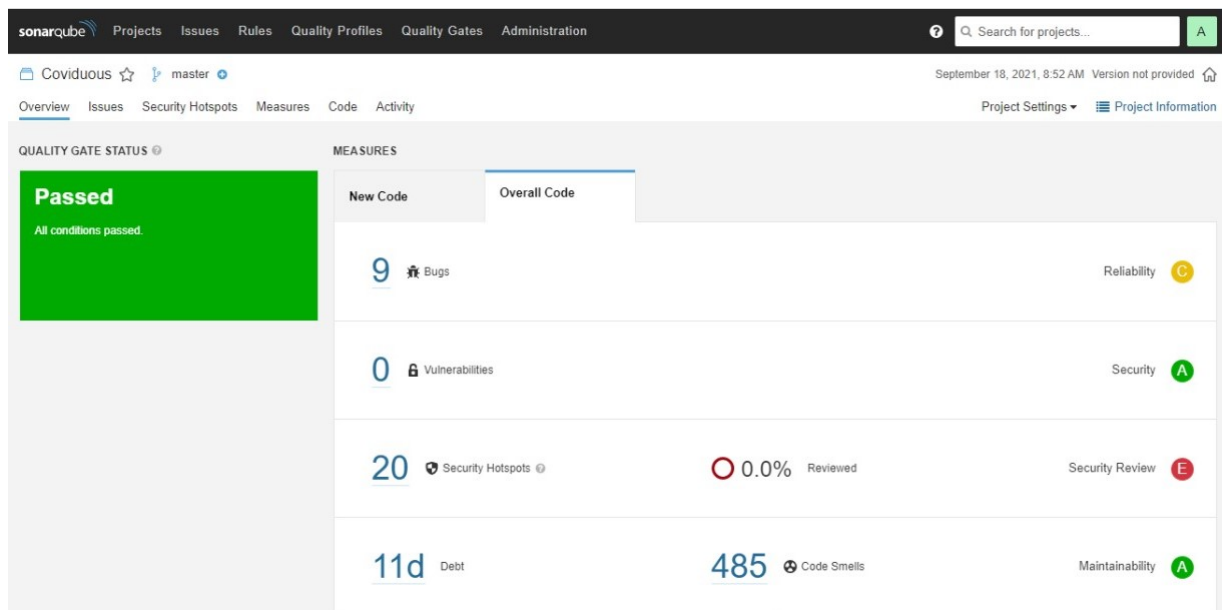 sonarqube Projects Issues Rules Quality Profiles Quality Gates Administration ? Search for projects... A
Coviduous master September 18, 2021, 8:52 AM Version not provided
Overview Issues Security Hotspots Measures Code Activity Project Settings Project Information
QUALITY GATE STATUS ? MEASURES
Passed
All conditions passed.
New Code Overall Code
9 Bugs Reliability C
0 Vulnerabilities Security A
20 Security Hotspots ? 0.0% Reviewed Security Review E
11d Debt 485 Code Smells Maintainability A